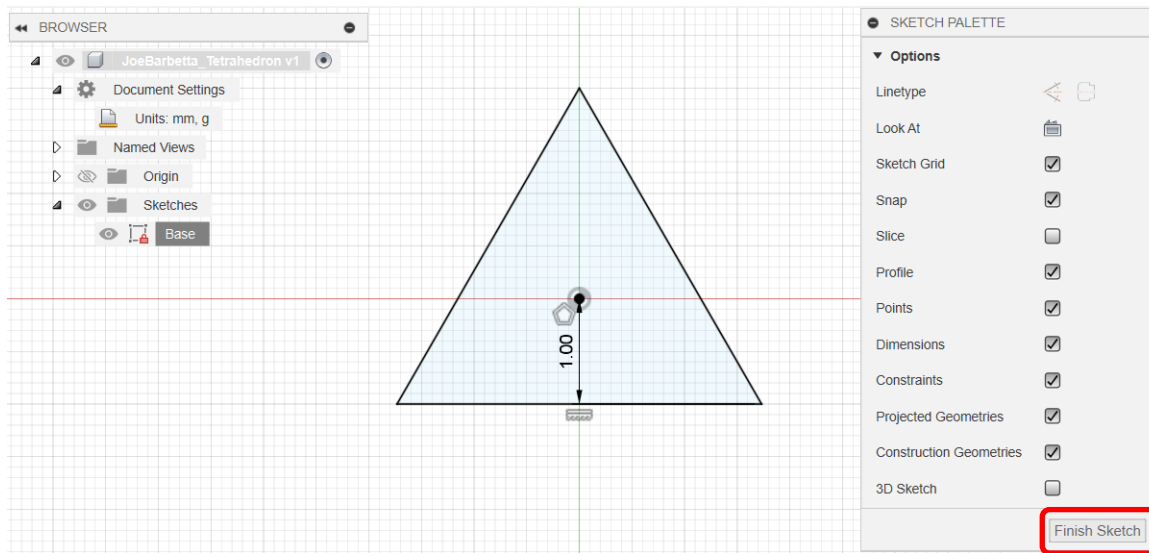 BROWSER
JoeBarbetta_Tetrahedron v1
Document Settings
Units: mm, g
Named Views
Origin
Sketches
Base
1.00
SKETCH PALETTE
Options
Linetype
Look At
Sketch Grid
Snap
Slice
Profile
Points
Dimensions
Constraints
Projected Geometries
Construction Geometries
3D Sketch
Finish Sketch